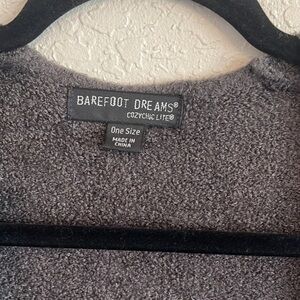 BAREFOOT DREAMS®
COZYCHIC LITE®
One Size
MADE IN
CHINA